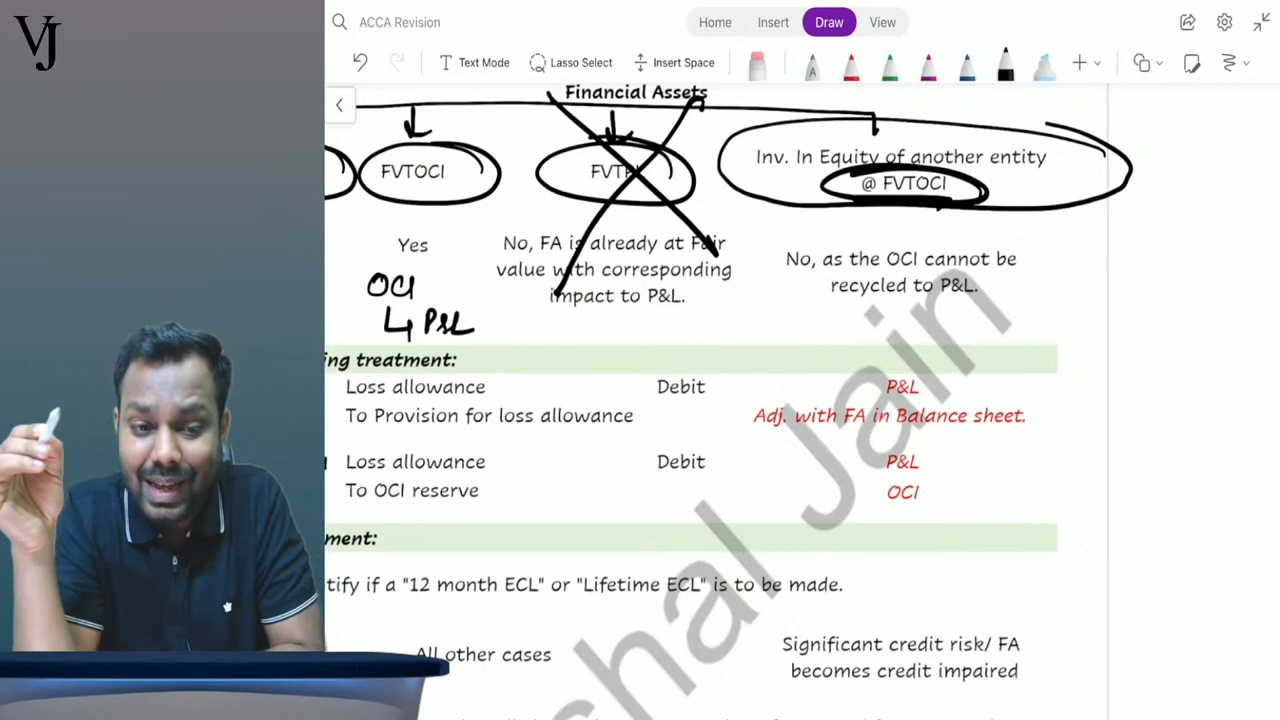 VJ
ACCA Revision
Home Insert Draw View
Text Mode Lasso Select Insert Space
Financial Assets
FVTOCI
Inv. In Equity of another entity
@ FVTOCI
Yes
No, FA is already at Fair
value with corresponding
impact to P&L.
No, as the OCI cannot be
recycled to P&L.
OCI
↳ P&L
ing treatment:
Loss allowance Debit P&L
To Provision for loss allowance Adj. with FA in Balance sheet.
Loss allowance Debit P&L
To OCI reserve OCI
ment:
tify if a "12 month ECL" or "Lifetime ECL" is to be made.
All other cases
Significant credit risk/ FA
becomes credit impaired
shal Jain